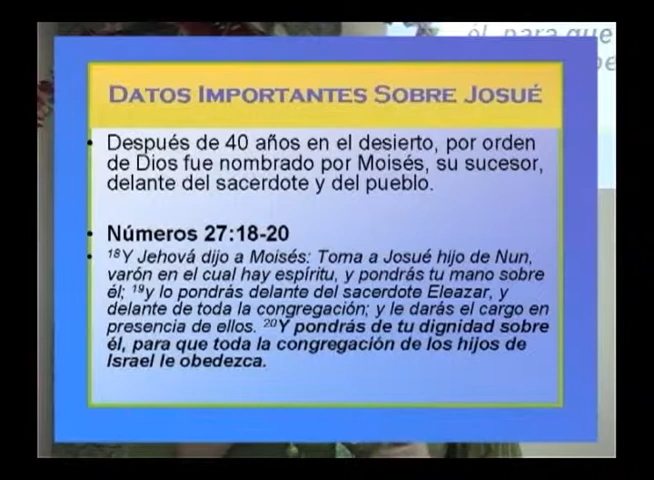 él, para que
DATOS IMPORTANTES SOBRE JOSUÉ
• Después de 40 años en el desierto, por orden
de Dios fue nombrado por Moisés, su sucesor,
delante del sacerdote y del pueblo.
• Números 27:18-20
• 18Y Jehová dijo a Moisés: Toma a Josué hijo de Nun,
varón en el cual hay espíritu, y pondrás tu mano sobre
él; 19y lo pondrás delante del sacerdote Eleazar, y
delante de toda la congregación; y le darás el cargo en
presencia de ellos. 20Y pondrás de tu dignidad sobre
él, para que toda la congregación de los hijos de
Israel le obedezca.